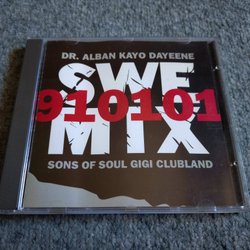 DR. ALBAN KAYO DAYEENE
SWE
910101
MIX
SONS OF SOUL GIGI CLUBLAND